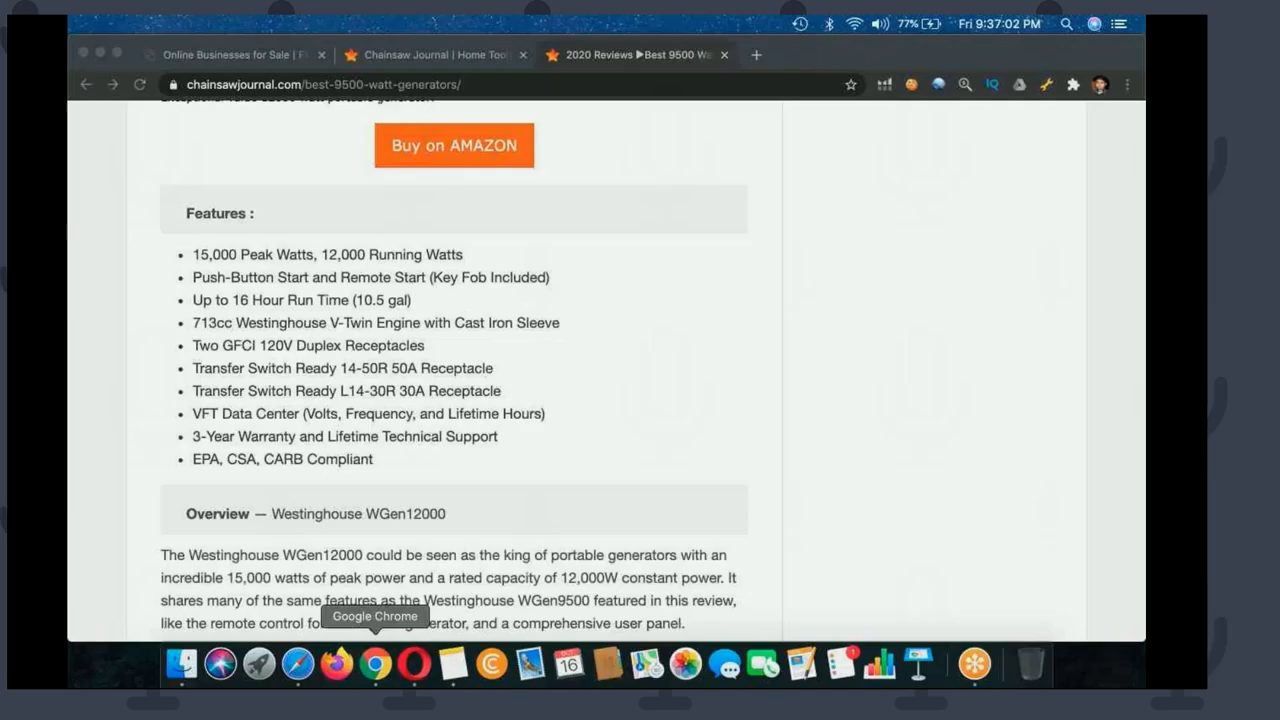 77% Fri 9:37:02 PM
Online Businesses for Sale | Fl
Chainsaw Journal | Home Tool
2020 Reviews ▶Best 9500 Wa
chainsawjournal.com/best-9500-watt-generators/
IQ
Buy on AMAZON
Features :
• 15,000 Peak Watts, 12,000 Running Watts
• Push-Button Start and Remote Start (Key Fob Included)
• Up to 16 Hour Run Time (10.5 gal)
• 713cc Westinghouse V-Twin Engine with Cast Iron Sleeve
• Two GFCI 120V Duplex Receptacles
• Transfer Switch Ready 14-50R 50A Receptacle
• Transfer Switch Ready L14-30R 30A Receptacle
• VFT Data Center (Volts, Frequency, and Lifetime Hours)
• 3-Year Warranty and Lifetime Technical Support
• EPA, CSA, CARB Compliant
Overview — Westinghouse WGen12000
The Westinghouse WGen12000 could be seen as the king of portable generators with an
incredible 15,000 watts of peak power and a rated capacity of 12,000W constant power. It
shares many of the same features as the Westinghouse WGen9500 featured in this review,
like the remote control erator, and a comprehensive user panel.
Google Chrome
16
1